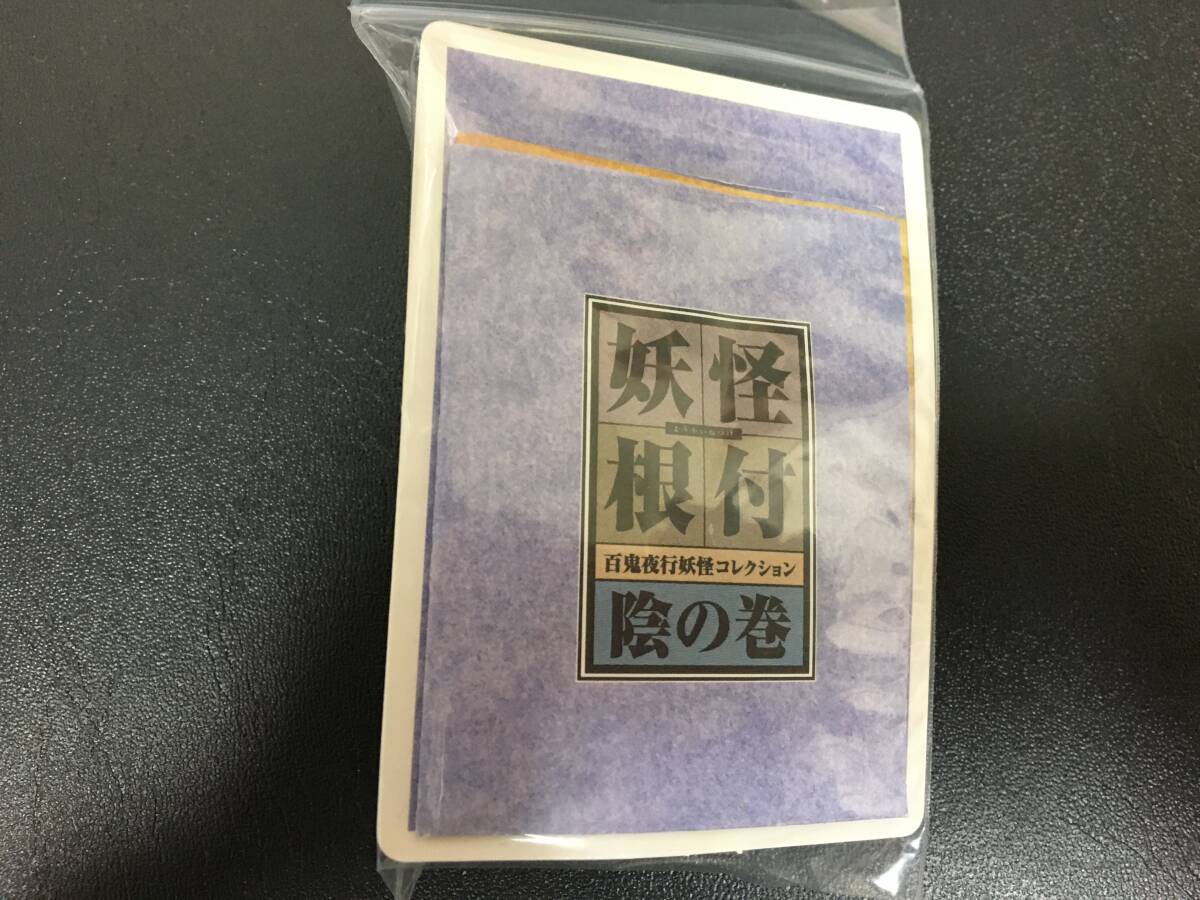 妖怪
ようかいねつけ
根付
百鬼夜行妖怪コレクション
陰の巻